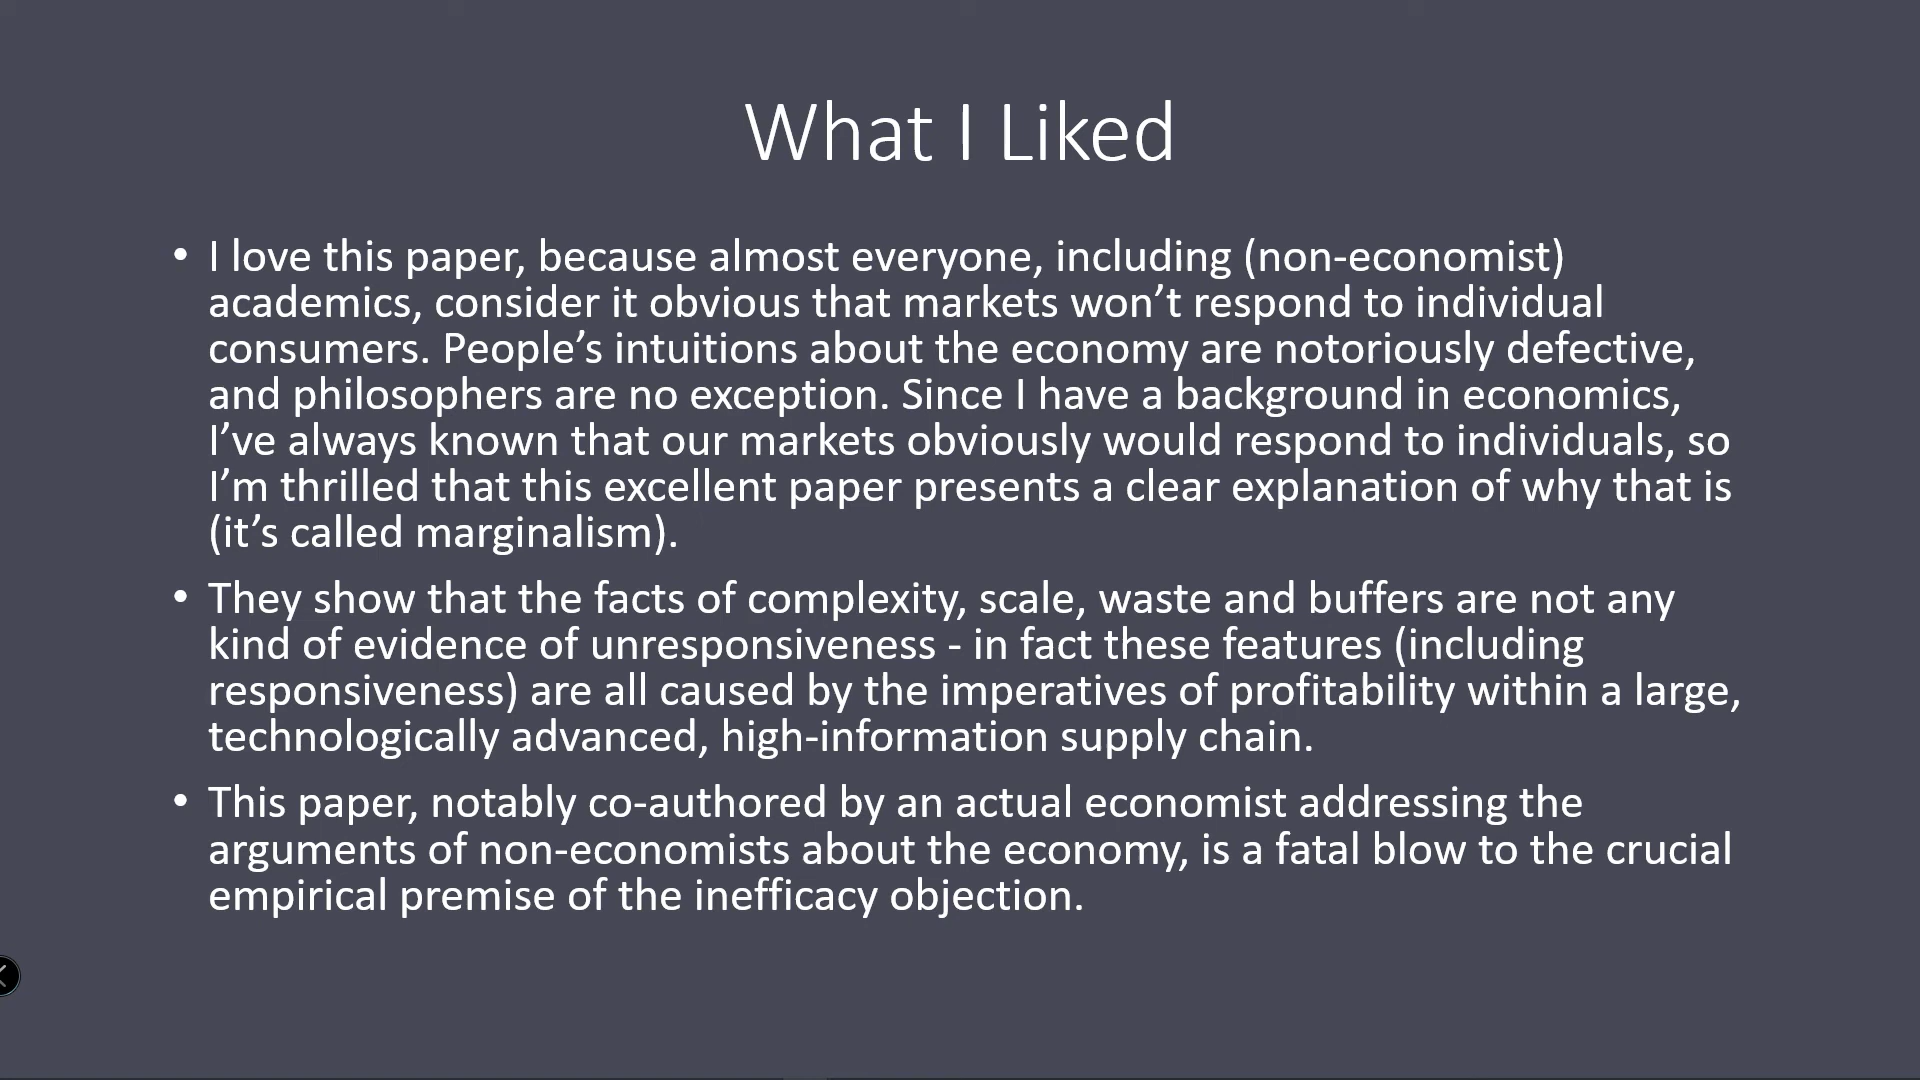 What I Liked
• I love this paper, because almost everyone, including (non-economist)
academics, consider it obvious that markets won’t respond to individual
consumers. People’s intuitions about the economy are notoriously defective,
and philosophers are no exception. Since I have a background in economics,
I’ve always known that our markets obviously would respond to individuals, so
I’m thrilled that this excellent paper presents a clear explanation of why that is
(it’s called marginalism).
• They show that the facts of complexity, scale, waste and buffers are not any
kind of evidence of unresponsiveness - in fact these features (including
responsiveness) are all caused by the imperatives of profitability within a large,
technologically advanced, high-information supply chain.
• This paper, notably co-authored by an actual economist addressing the
arguments of non-economists about the economy, is a fatal blow to the crucial
empirical premise of the inefficacy objection.